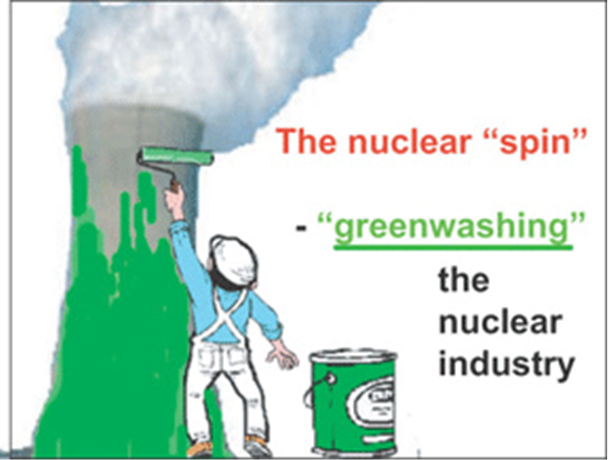 The nuclear “spin”
- “greenwashing”
the
nuclear
industry